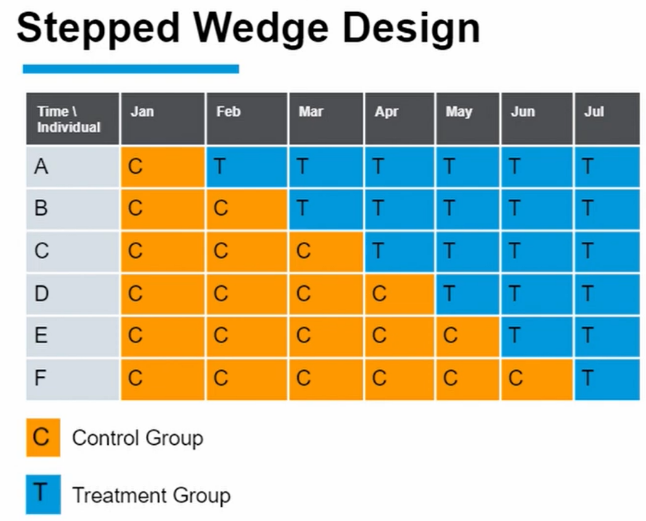 Stepped Wedge Design
Time \ Jan Feb Mar Apr May Jun Jul
Individual
A C T T T T T T
B C C T T T T T
C C C C T T T T
D C C C C T T T
E C C C C C T T
F C C C C C C T
C Control Group
T Treatment Group